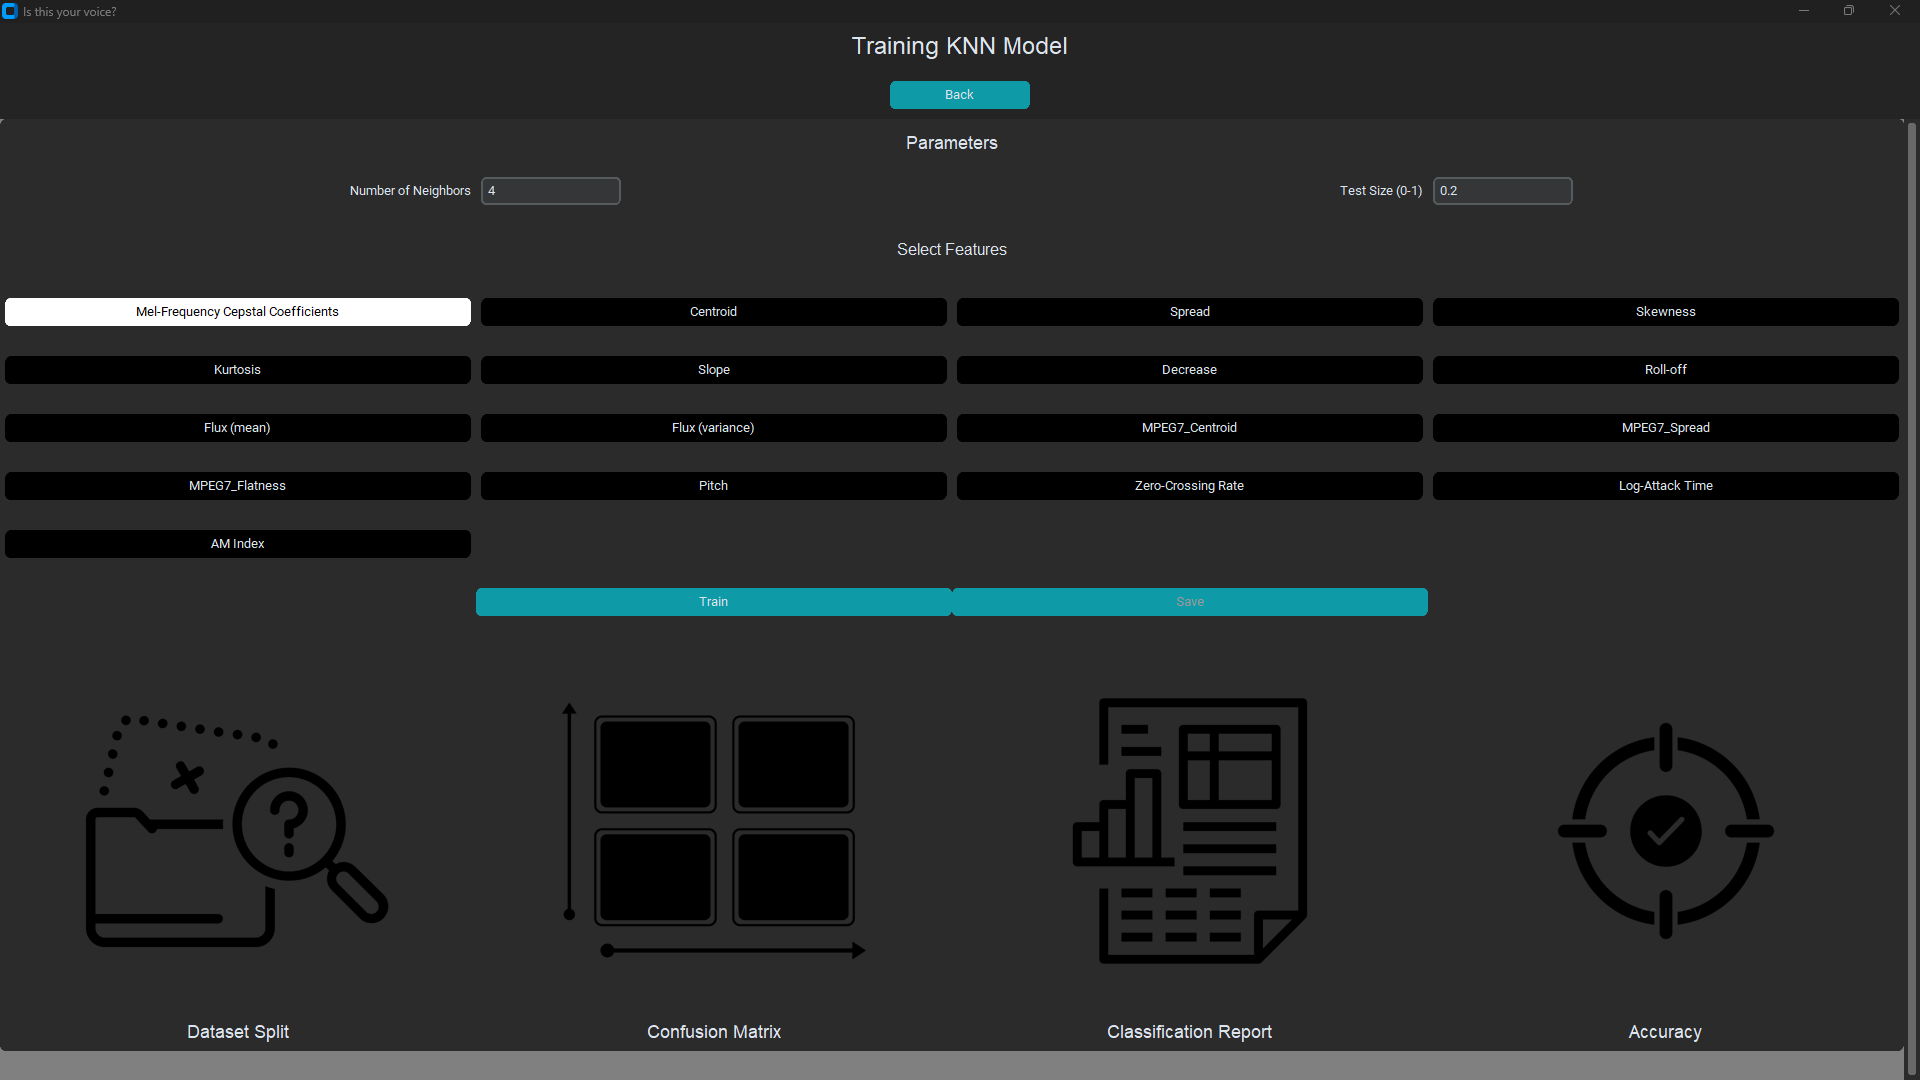 Is this your voice?
Training KNN Model
Back
Parameters
Number of Neighbors 4 Test Size (0-1) 0.2
Select Features
Mel-Frequency Cepstal Coefficients Centroid Spread Skewness
Kurtosis Slope Decrease Roll-off
Flux (mean) Flux (variance) MPEG7_Centroid MPEG7_Spread
MPEG7_Flatness Pitch Zero-Crossing Rate Log-Attack Time
AM Index
Train Save
?
Dataset Split Confusion Matrix Classification Report Accuracy